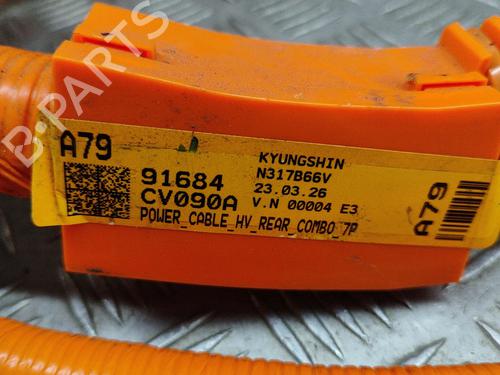 B-PARTS
A79
91684
CV090A
KYUNGSHIN
N317B66V
23.03.26
V.N 00004 E3
POWER_CABLE_HV_REAR_COMBO_7P
A79